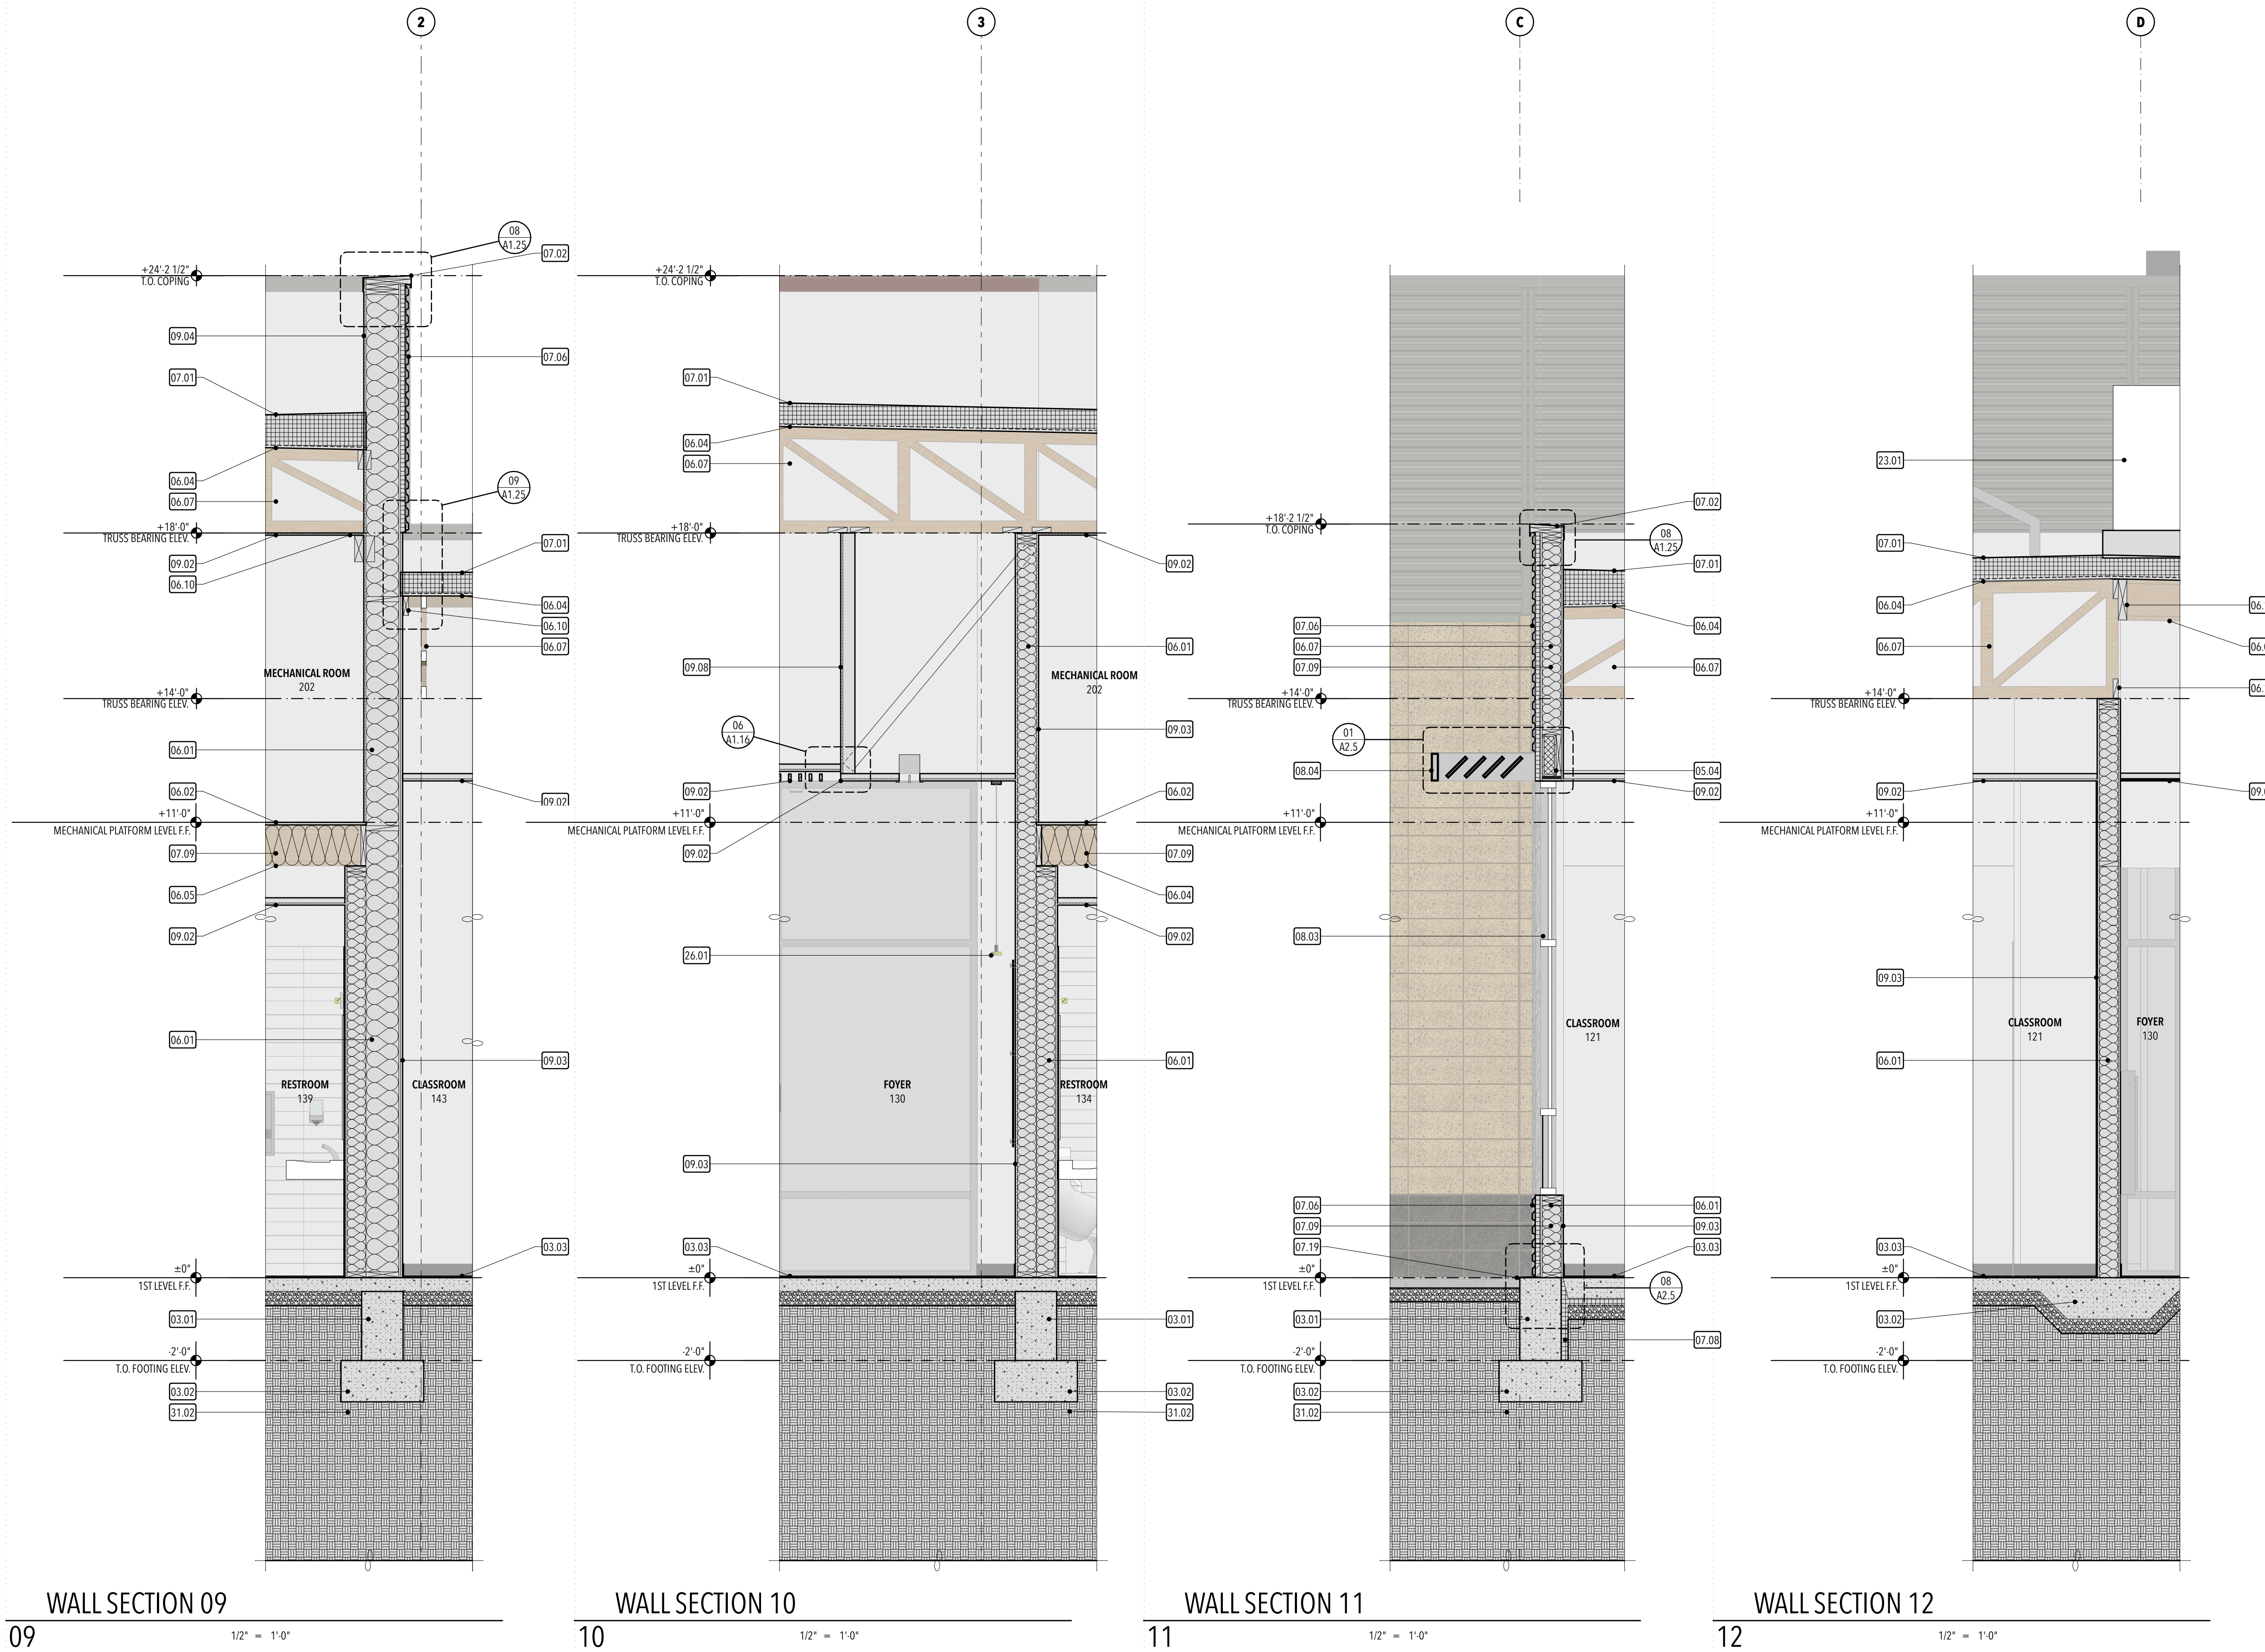 2
3
C
D
08
A1.25
07.02
+24'-2 1/2"
T.O. COPING
09.04
07.06
07.01
06.04
09
A1.25
06.07
+18'-0"
TRUSS BEARING ELEV.
07.01
09.02
06.10
06.04
06.10
06.07
MECHANICAL ROOM
202
+14'-0"
TRUSS BEARING ELEV.
06.01
06.02
09.02
+11'-0"
MECHANICAL PLATFORM LEVEL F.F.
07.09
06.05
09.02
06.01
09.03
RESTROOM
139
CLASSROOM
143
03.03
±0"
1ST LEVEL F.F.
03.01
-2'-0"
T.O. FOOTING ELEV.
03.02
31.02
WALL SECTION 09
09
1/2" = 1'-0"
+24'-2 1/2"
T.O. COPING
07.01
06.04
06.07
+18'-0"
TRUSS BEARING ELEV.
09.02
06.01
09.08
MECHANICAL ROOM
202
06
A1.16
09.03
09.02
06.02
+11'-0"
MECHANICAL PLATFORM LEVEL F.F.
09.02
07.09
06.04
09.02
26.01
06.01
FOYER
130
RESTROOM
134
09.03
03.03
±0"
1ST LEVEL F.F.
03.01
-2'-0"
T.O. FOOTING ELEV.
03.02
31.02
WALL SECTION 10
10
1/2" = 1'-0"
07.02
+18'-2 1/2"
T.O. COPING
08
A1.25
07.01
07.06
06.04
06.07
07.09
06.07
+14'-0"
TRUSS BEARING ELEV.
01
A2.5
08.04
05.04
09.02
+11'-0"
MECHANICAL PLATFORM LEVEL F.F.
08.03
CLASSROOM
121
07.06
06.01
07.09
09.03
07.19
03.03
±0"
1ST LEVEL F.F.
08
A2.5
03.01
07.08
-2'-0"
T.O. FOOTING ELEV.
03.02
31.02
WALL SECTION 11
11
1/2" = 1'-0"
23.01
07.01
06.04
06.07
+14'-0"
TRUSS BEARING ELEV.
09.02
+11'-0"
MECHANICAL PLATFORM LEVEL F.F.
09.03
CLASSROOM
121
FOYER
130
06.01
03.03
±0"
1ST LEVEL F.F.
03.02
-2'-0"
T.O. FOOTING ELEV.
WALL SECTION 12
12
1/2" = 1'-0"